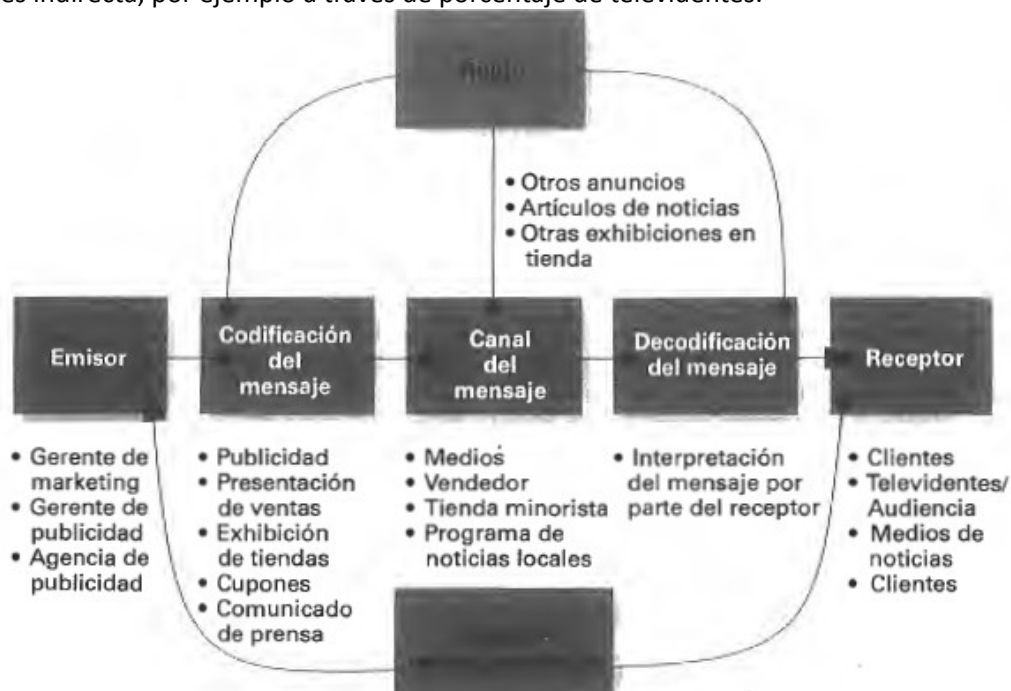 es indirecta, por ejemplo a través de porcentaje de televidentes.
Ruido
• Otros anuncios
• Artículos de noticias
• Otras exhibiciones en
tienda
Emisor
Codificación
del
mensaje
Canal
del
mensaje
Decodificación
del mensaje
Receptor
• Gerente de
marketing
• Gerente de
publicidad
• Agencia de
publicidad
• Publicidad
• Presentación
de ventas
• Exhibición
de tiendas
• Cupones
• Comunicado
de prensa
• Medios
• Vendedor
• Tienda minorista
• Programa de
noticias locales
• Interpretación
del mensaje por
parte del receptor
• Clientes
• Televidentes/
Audiencia
• Medios de
noticias
• Clientes